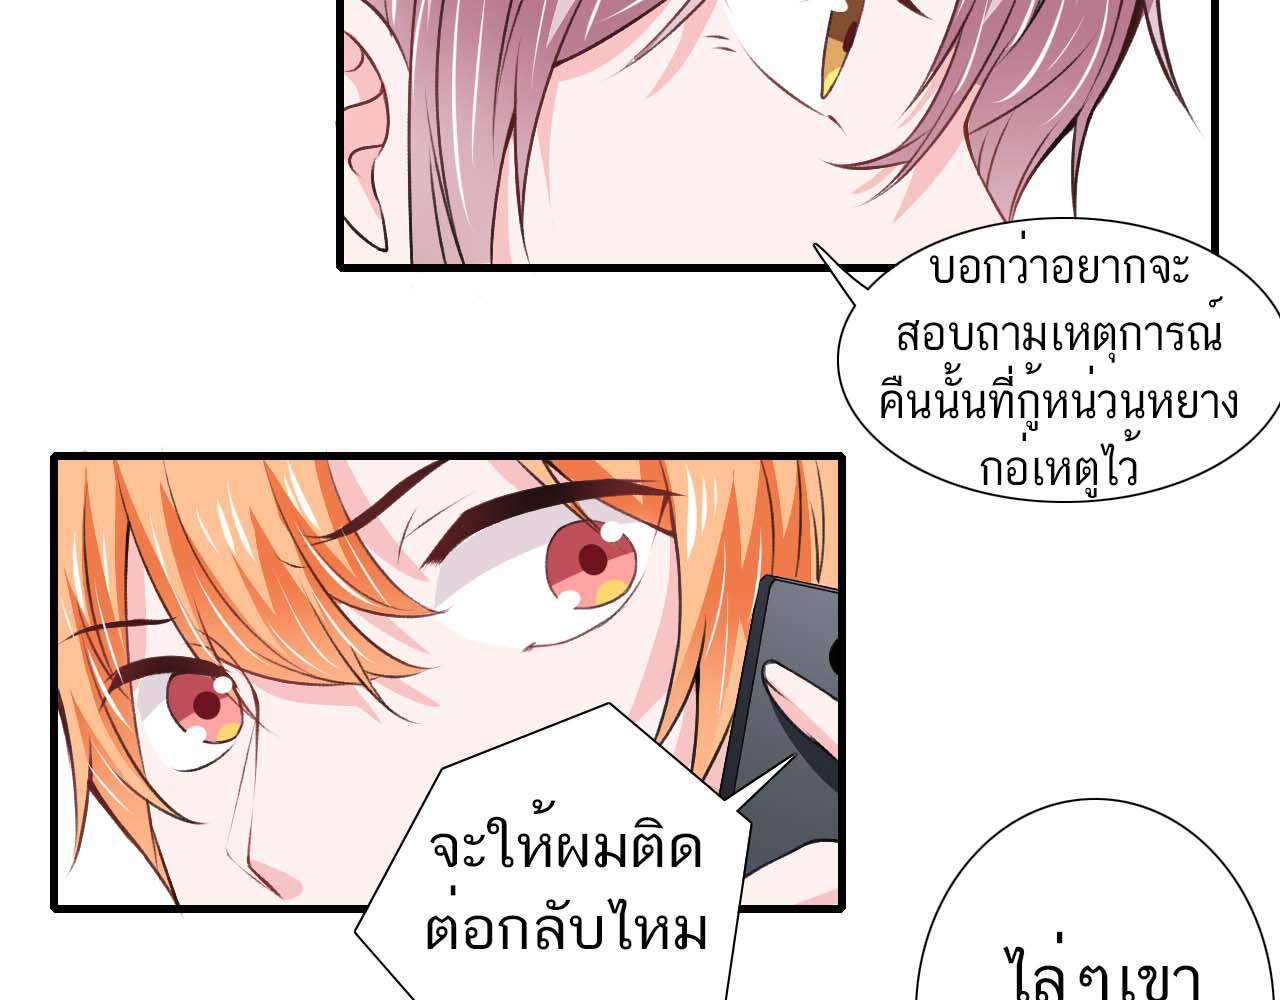 บอกว่าอยากจะ
สอบถามเหตุการณ์
คืนนั้นที่กู้หน่วนหยาง
ก่อเหตูไว้
จะให้ผมติด
ต่อกลับไหม
ไล่ๆเขา